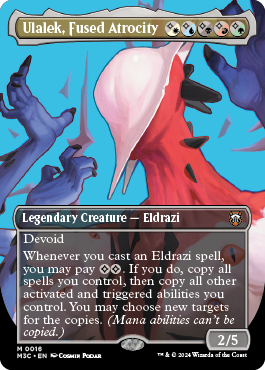 Ulalek, Fused Atrocity
Legendary Creature — Eldrazi
Devoid
Whenever you cast an Eldrazi spell,
you may pay ◇◇. If you do, copy all
spells you control, then copy all other
activated and triggered abilities you
control. You may choose new targets
for the copies. (Mana abilities can't be
copied.)
2/5
M 0016
M3C • EN Cosmin Podar
™ & © 2024 Wizards of the Coast